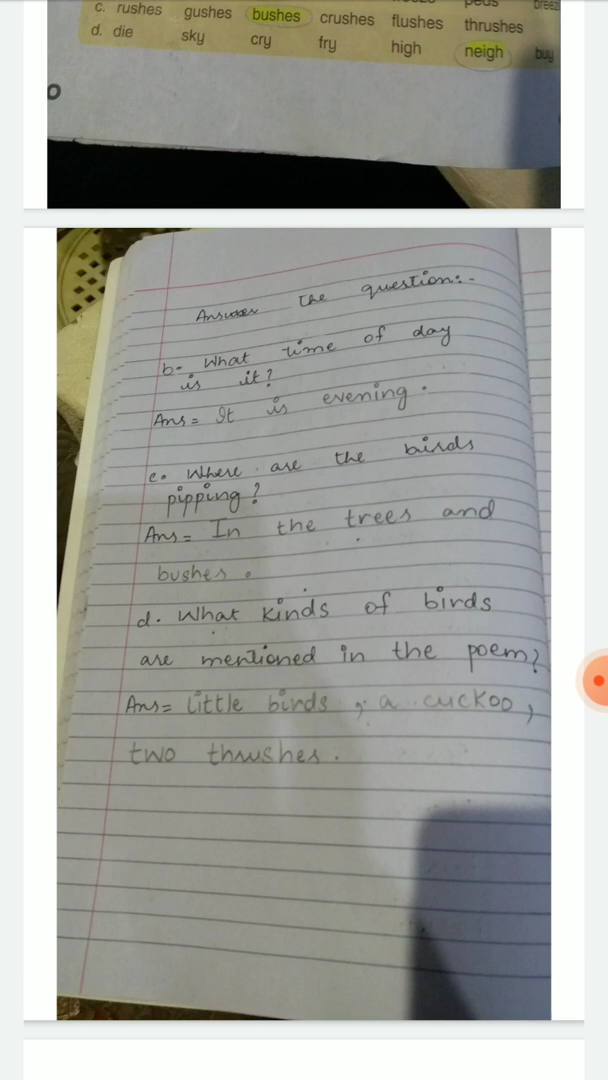 c. rushes gushes bushes crushes flushes thrushes
d. die sky cry fry high neigh buy
Answer the question:-
b. What time of day
is it?
Ans = It is evening.
c. Where are the birds
pipping?
Ans = In the trees and
bushes.
d. What kinds of birds
are mentioned in the poem?
Ans = Little birds, a cuckoo,
two thrushes.